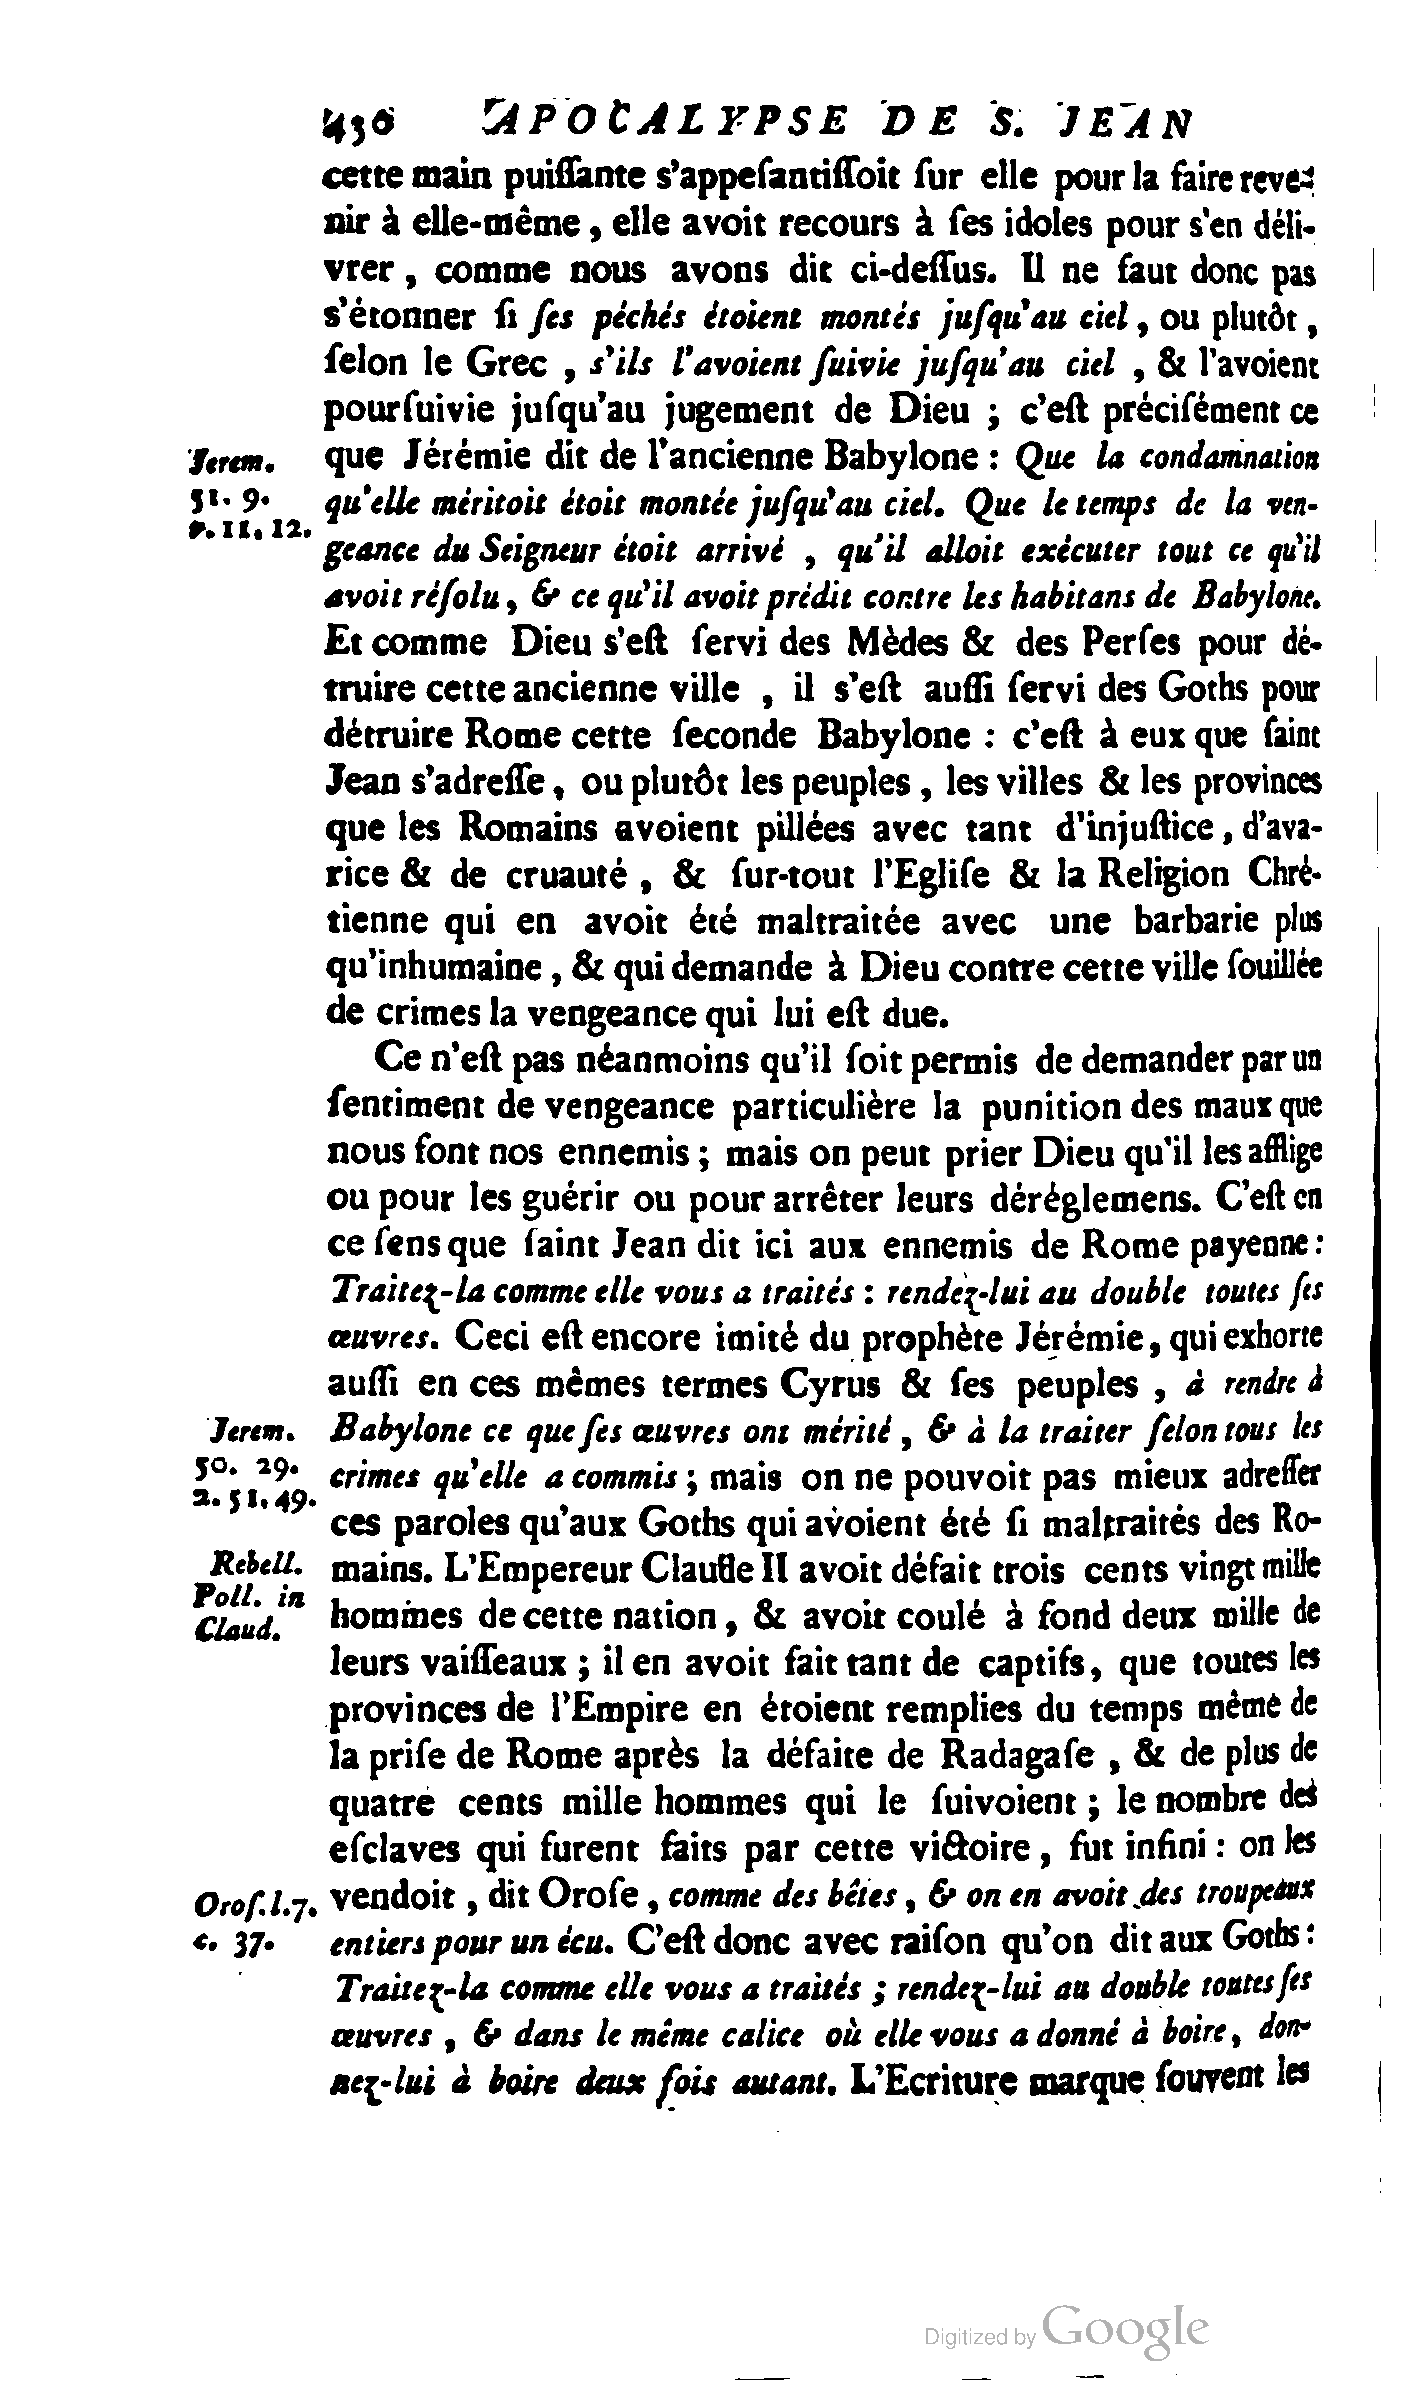 430 APOCALYPSE DE S. JEAN
cette main puiſſante s'appeſantiſſoit ſur elle pour la faire reve-
nir à elle-même, elle avoit recours à ſes idoles pour s'en déli-
vrer, comme nous avons dit ci-deſſus. Il ne faut donc pas
s'étonner ſi ſes péchés étoient montés juſqu'au ciel, ou plutôt,
ſelon le Grec, s'ils l'avoient ſuivie juſqu'au ciel, & l'avoient
pourſuivie juſqu'au jugement de Dieu ; c'eſt préciſément ce
Jerem. que Jérémie dit de l'ancienne Babylone : Que la condamnation
51. 9. qu'elle méritoit étoit montée juſqu'au ciel. Que le temps de la ven-
v. 11. 12. geance du Seigneur étoit arrivé, qu'il alloit exécuter tout ce qu'il
avoit réſolu, & ce qu'il avoit prédit contre les habitans de Babylone.
Et comme Dieu s'eſt ſervi des Mèdes & des Perſes pour dé-
truire cette ancienne ville, il s'eſt auſſi ſervi des Goths pour
détruire Rome cette ſeconde Babylone : c'eſt à eux que ſaint
Jean s'adreſſe, ou plutôt les peuples, les villes & les provinces
que les Romains avoient pillées avec tant d'injuſtice, d'ava-
rice & de cruauté, & ſur-tout l'Egliſe & la Religion Chré-
tienne qui en avoit été maltraitée avec une barbarie plus
qu'inhumaine, & qui demande à Dieu contre cette ville ſouillée
de crimes la vengeance qui lui eſt due.
Ce n'eſt pas néanmoins qu'il ſoit permis de demander par un
ſentiment de vengeance particulière la punition des maux que
nous font nos ennemis ; mais on peut prier Dieu qu'il les afflige
ou pour les guérir ou pour arrêter leurs déréglemens. C'eſt en
ce ſens que ſaint Jean dit ici aux ennemis de Rome payenne :
Traitez-la comme elle vous a traités : rendez-lui au double toutes ſes
œuvres. Ceci eſt encore imité du prophète Jérémie, qui exhorte
auſſi en ces mêmes termes Cyrus & ſes peuples, à rendre à
Jerem. Babylone ce que ſes œuvres ont mérité, & à la traiter ſelon tous les
50. 29. crimes qu'elle a commis ; mais on ne pouvoit pas mieux adreſſer
2. 51. 49. ces paroles qu'aux Goths qui avoient été ſi maltraités des Ro-
Rebell. mains. L'Empereur Claude II avoit défait trois cents vingt mille
Poll. in hommes de cette nation, & avoit coulé à fond deux mille de
Claud. leurs vaiſſeaux ; il en avoit fait tant de captifs, que toutes les
provinces de l'Empire en étoient remplies du temps même de
la priſe de Rome après la défaite de Radagaſe, & de plus de
quatre cents mille hommes qui le ſuivoient ; le nombre des
eſclaves qui furent faits par cette victoire, fut infini : on les
Oroſ. l. 7. vendoit, dit Oroſe, comme des bêtes, & on en avoit des troupeaux
c. 37. entiers pour un écu. C'eſt donc avec raiſon qu'on dit aux Goths :
Traitez-la comme elle vous a traités ; rendez-lui au double toutes ſes
œuvres, & dans le même calice où elle vous a donné à boire, don-
nez-lui à boire deux fois autant. L'Ecriture marque ſouvent les
Digitized by Google